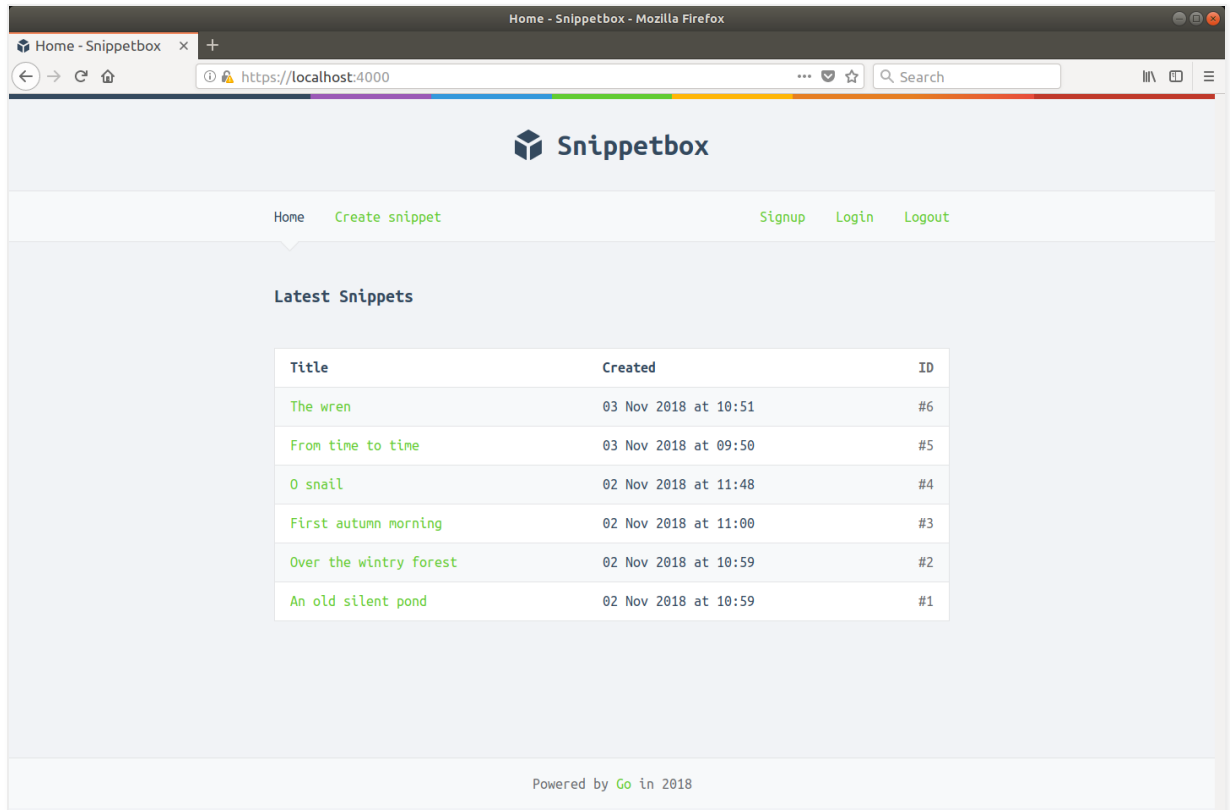 Home - Snippetbox - Mozilla Firefox
Home - Snippetbox
https://localhost:4000
Search
Snippetbox
Home Create snippet Signup Login Logout
Latest Snippets
Title Created ID
The wren 03 Nov 2018 at 10:51 #6
From time to time 03 Nov 2018 at 09:50 #5
O snail 02 Nov 2018 at 11:48 #4
First autumn morning 02 Nov 2018 at 11:00 #3
Over the wintry forest 02 Nov 2018 at 10:59 #2
An old silent pond 02 Nov 2018 at 10:59 #1
Powered by Go in 2018